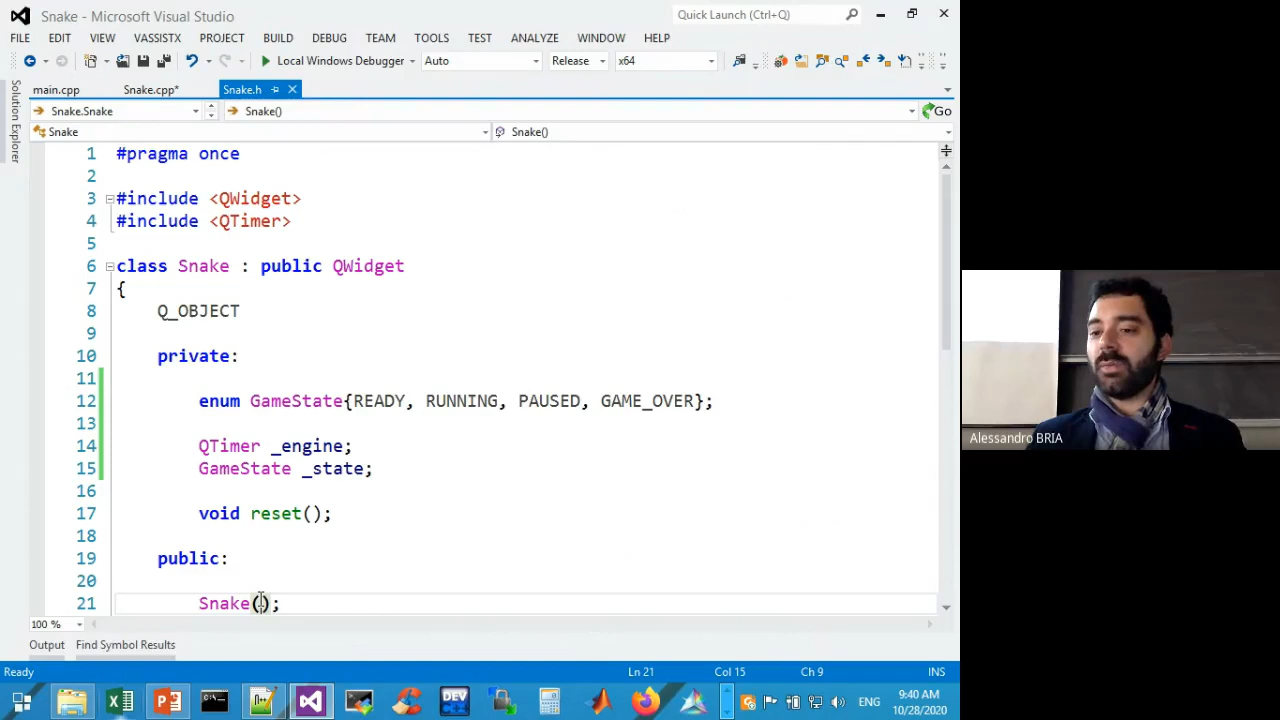 Snake - Microsoft Visual Studio
Quick Launch (Ctrl+Q)
FILE EDIT VIEW VASSISTX PROJECT BUILD DEBUG TEAM TOOLS TEST ANALYZE WINDOW HELP
Local Windows Debugger Auto Release x64
main.cpp Snake.cpp* Snake.h
Solution Explorer
Snake.Snake Snake() Go
Snake Snake()
1 #pragma once
2
3 #include <QWidget>
4 #include <QTimer>
5
6 class Snake : public QWidget
7 {
8 Q_OBJECT
9
10 private:
11
12 enum GameState{READY, RUNNING, PAUSED, GAME_OVER};
13
14 QTimer _engine;
15 GameState _state;
16
17 void reset();
18
19 public:
20
21 Snake();
100 %
Output Find Symbol Results
Ready Ln 21 Col 15 Ch 9 INS
DEV
ENG
9:40 AM
10/28/2020
Alessandro BRIA